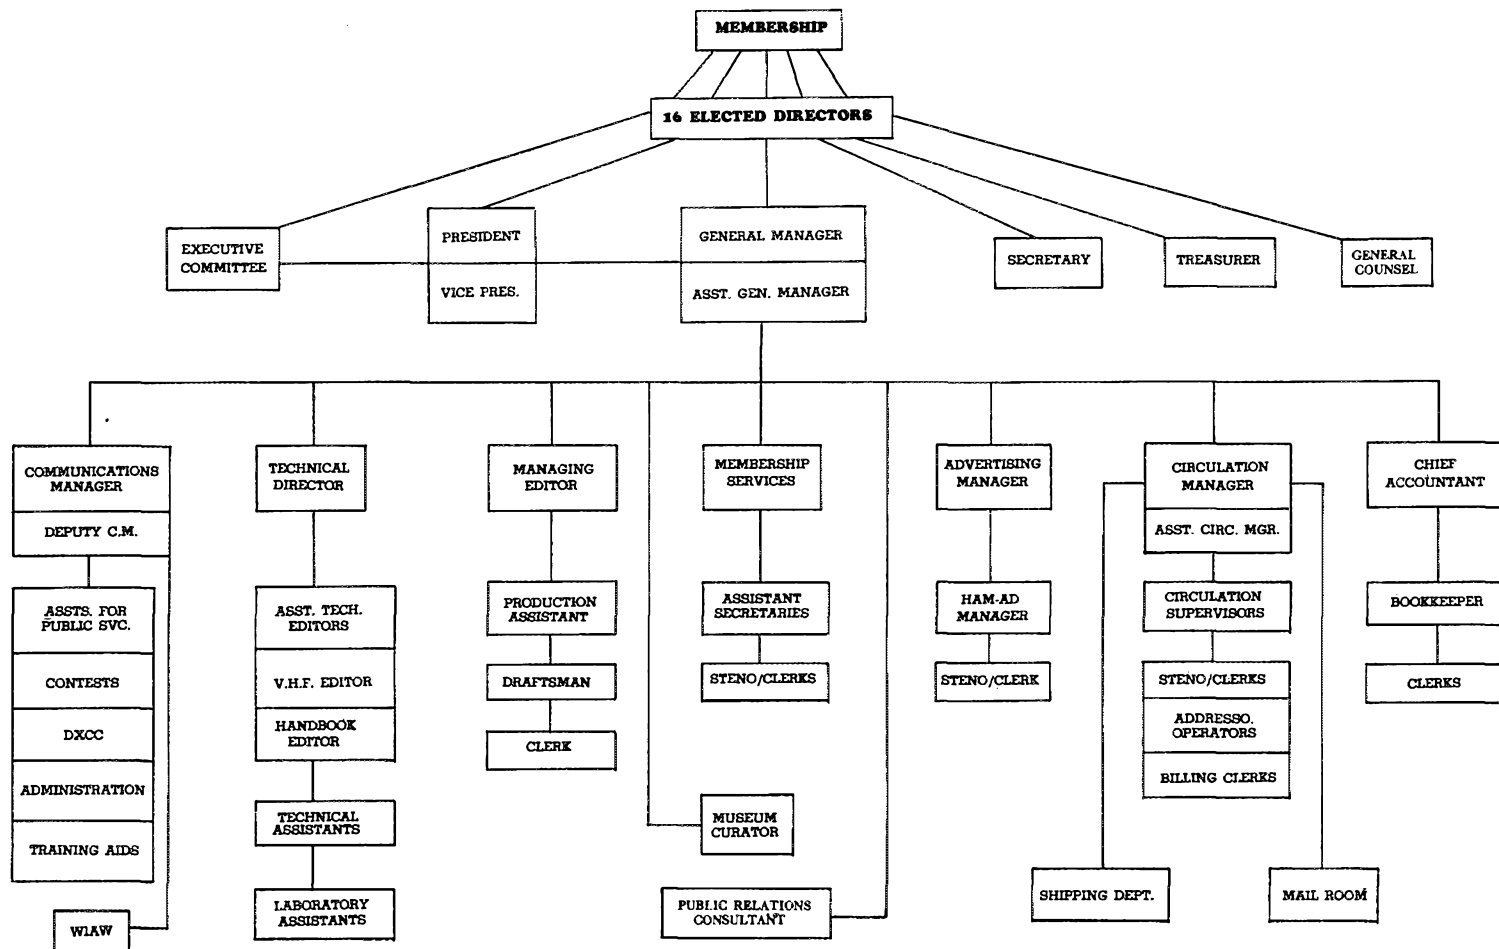 MEMBERSHIP
16 ELECTED DIRECTORS
EXECUTIVE
COMMITTEE
PRESIDENT
VICE PRES.
GENERAL MANAGER
ASST. GEN. MANAGER
SECRETARY
TREASURER
GENERAL
COUNSEL
COMMUNICATIONS
MANAGER
DEPUTY C.M.
ASSTS. FOR
PUBLIC SVC.
CONTESTS
DXCC
ADMINISTRATION
TRAINING AIDS
W1AW
TECHNICAL
DIRECTOR
ASST. TECH.
EDITORS
V.H.F. EDITOR
HANDBOOK
EDITOR
TECHNICAL
ASSISTANTS
LABORATORY
ASSISTANTS
MANAGING
EDITOR
PRODUCTION
ASSISTANT
DRAFTSMAN
CLERK
MEMBERSHIP
SERVICES
ASSISTANT
SECRETARIES
STENO/CLERKS
MUSEUM
CURATOR
PUBLIC RELATIONS
CONSULTANT
ADVERTISING
MANAGER
HAM-AD
MANAGER
STENO/CLERK
CIRCULATION
MANAGER
ASST. CIRC. MGR.
CIRCULATION
SUPERVISORS
STENO/CLERKS
ADDRESSO.
OPERATORS
BILLING CLERKS
SHIPPING DEPT.
MAIL ROOM
CHIEF
ACCOUNTANT
BOOKKEEPER
CLERKS